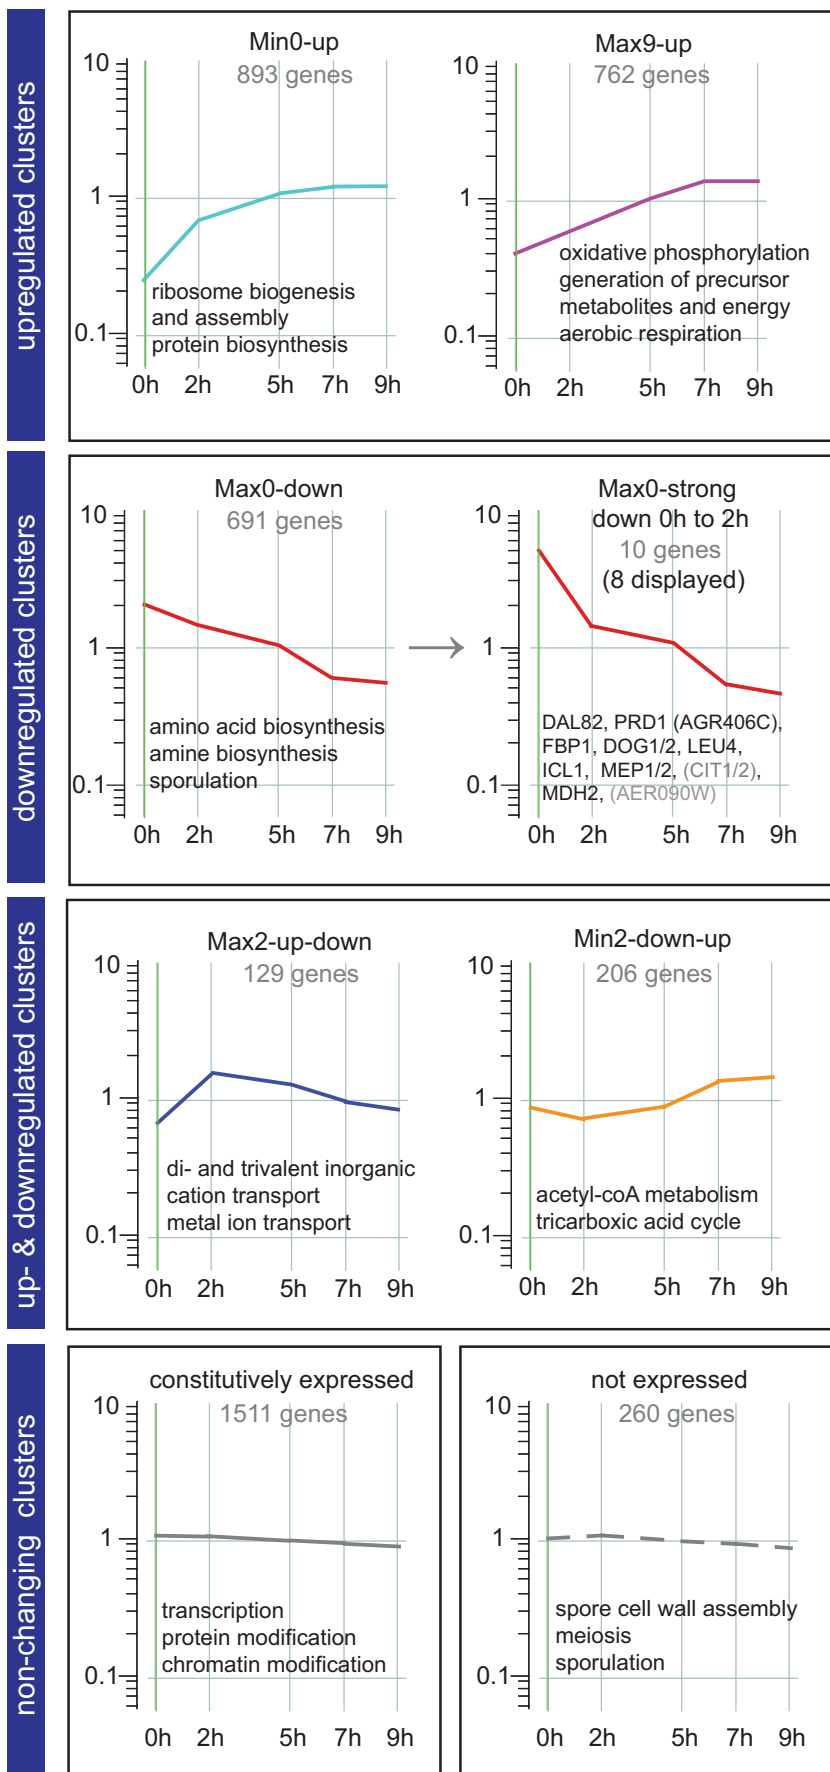 upregulated clusters
Min0-up
893 genes
10
1
0.1
ribosome biogenesis
and assembly
protein biosynthesis
0h 2h 5h 7h 9h
Max9-up
762 genes
10
1
0.1
oxidative phosphorylation
generation of precursor
metabolites and energy
aerobic respiration
0h 2h 5h 7h 9h
downregulated clusters
Max0-down
691 genes
10
1
0.1
amino acid biosynthesis
amine biosynthesis
sporulation
0h 2h 5h 7h 9h
Max0-strong
down 0h to 2h
10 genes
(8 displayed)
10
1
0.1
DAL82, PRD1 (AGR406C),
FBP1, DOG1/2, LEU4,
ICL1, MEP1/2, (CIT1/2),
MDH2, (AER090W)
0h 2h 5h 7h 9h
up- & downregulated clusters
Max2-up-down
129 genes
10
1
0.1
di- and trivalent inorganic
cation transport
metal ion transport
0h 2h 5h 7h 9h
Min2-down-up
206 genes
10
1
0.1
acetyl-coA metabolism
tricarboxic acid cycle
0h 2h 5h 7h 9h
non-changing clusters
constitutively expressed
1511 genes
10
1
0.1
transcription
protein modification
chromatin modification
0h 2h 5h 7h 9h
not expressed
260 genes
10
1
0.1
spore cell wall assembly
meiosis
sporulation
0h 2h 5h 7h 9h